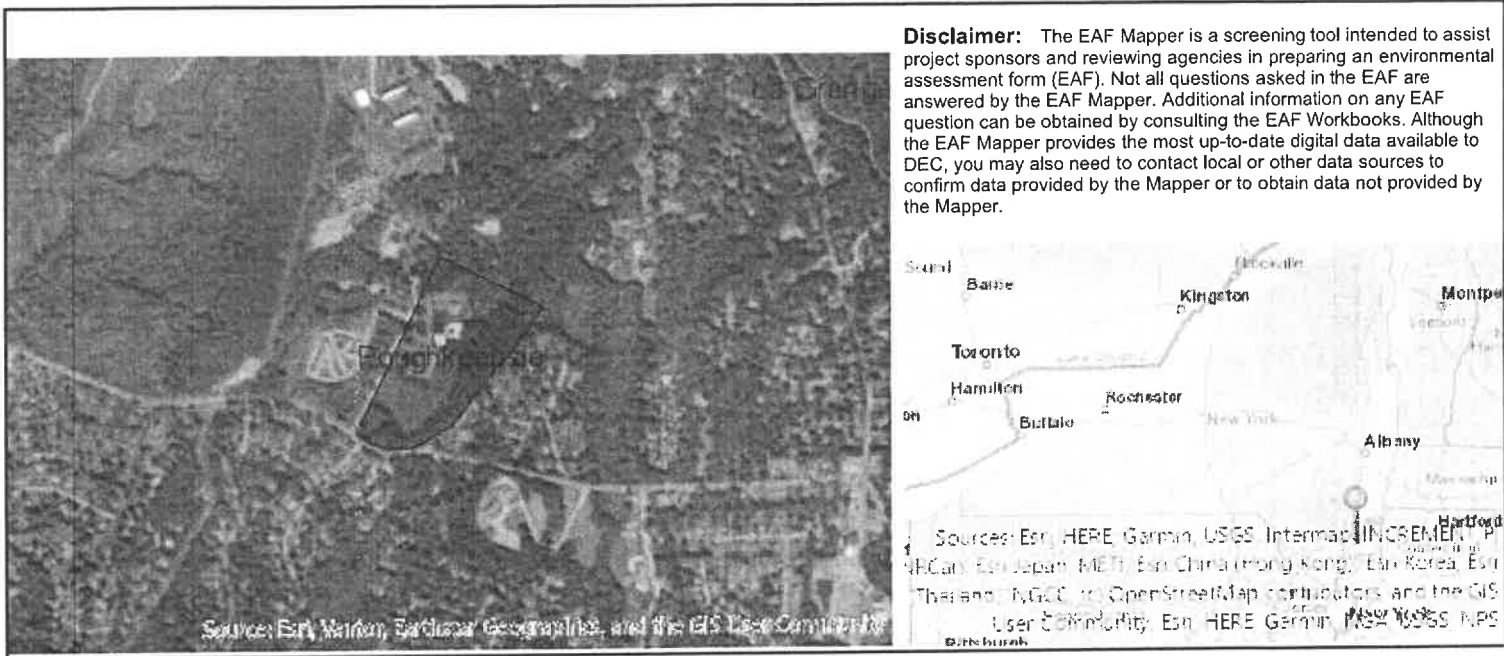 Disclaimer: The EAF Mapper is a screening tool intended to assist
project sponsors and reviewing agencies in preparing an environmental
assessment form (EAF). Not all questions asked in the EAF are
answered by the EAF Mapper. Additional information on any EAF
question can be obtained by consulting the EAF Workbooks. Although
the EAF Mapper provides the most up-to-date digital data available to
DEC, you may also need to contact local or other data sources to
confirm data provided by the Mapper or to obtain data not provided by
the Mapper.
Poughkeepsie
Sources: Esri, Earthstar Geographics, and the GIS User Community
Sound
Barrie
Kingston
Montpe
Toronto
Hamilton
Rochester
on
Buffalo
New York
Albany
Hartford
Sources: Esri, HERE, Garmin, USGS, Intermap, INCREMENT P,
NRCan, Esri Japan, METI, Esri China (Hong Kong), Esri Korea, Esri
Thailand, NGCC, (c) OpenStreetMap contributors, and the GIS
User Community, Esri, HERE, Garmin, USGS, NPS
New York
Pittsburgh